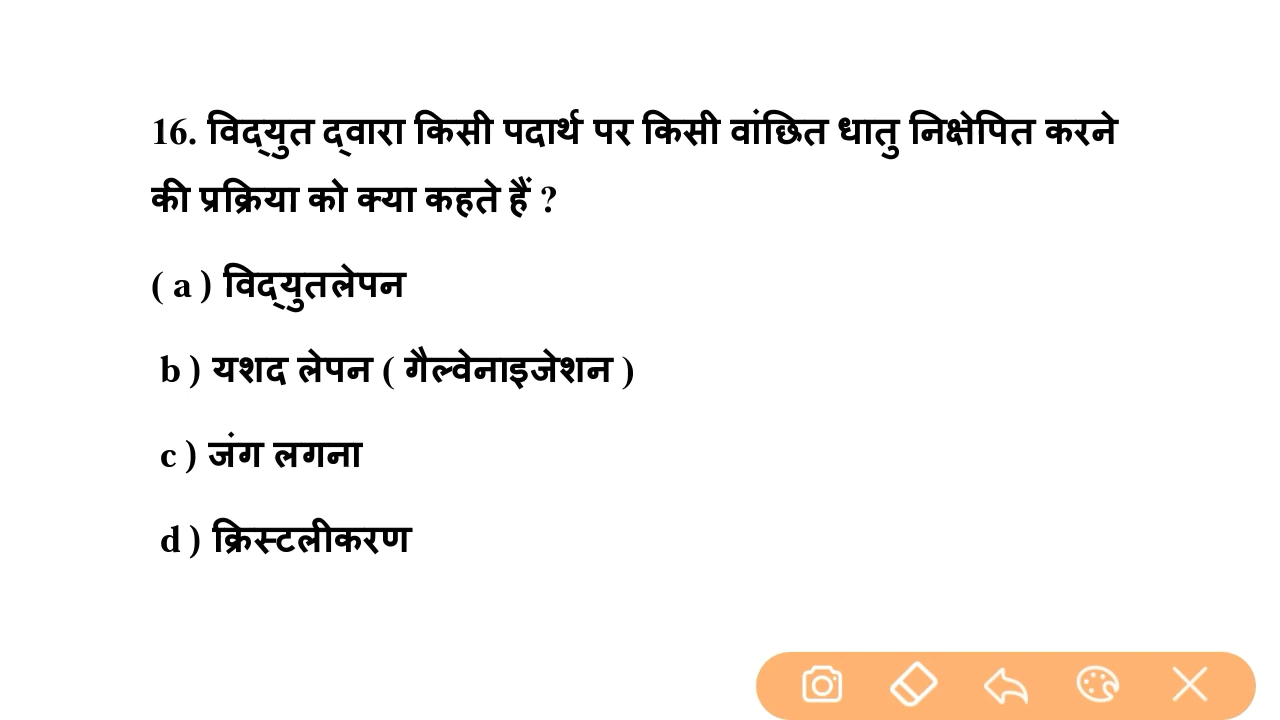 16. विद्युत द्वारा किसी पदार्थ पर किसी वांछित धातु निक्षेपित करने
की प्रक्रिया को क्या कहते हैं ?
( a ) विद्युतलेपन
b ) यशद लेपन ( गैल्वेनाइजेशन )
c ) जंग लगना
d ) क्रिस्टलीकरण